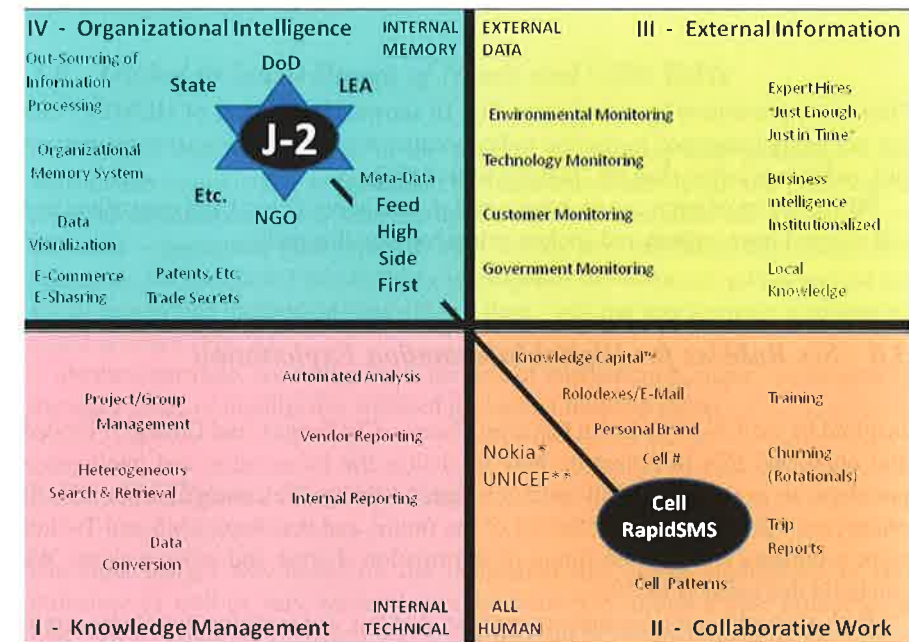 IV - Organizational Intelligence
INTERNAL
MEMORY
Out-Sourcing of
Information
Processing
State
DoD
LEA
J-2
Organizational
Memory System
Etc.
NGO
Meta-Data
Feed
High
Side
First
Data
Visualization
E-Commerce
E-Shasring
Patents, Etc.
Trade Secrets
EXTERNAL
DATA
III - External Information
Environmental Monitoring
Technology Monitoring
Customer Monitoring
Government Monitoring
Expert Hires
"Just Enough,
Just in Time"
Business
Intelligence
Institutionalized
Local
Knowledge
Project/Group
Management
Heterogeneous
Search & Retrieval
Data
Conversion
Automated Analysis
Vendor Reporting
Internal Reporting
I - Knowledge Management
INTERNAL
TECHNICAL
Knowledge Capital™
Rolodexes/E-Mail
Personal Brand
Cell #
Nokia*
UNICEF**
Cell
RapidSMS
Cell Patterns
Training
Churning
(Rotationals)
Trip
Reports
ALL
HUMAN
II - Collaborative Work